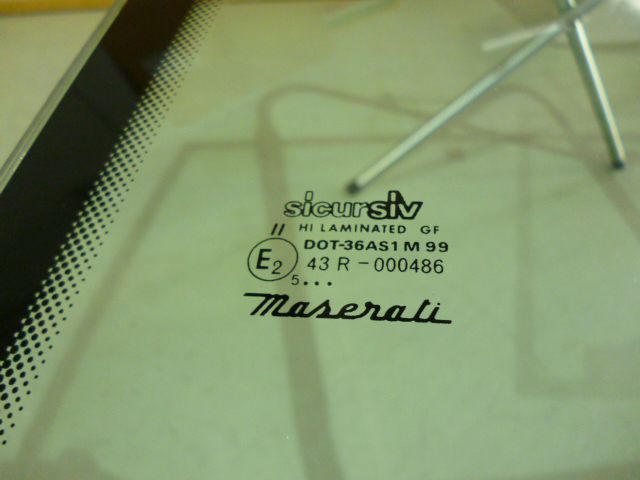 sicursiv
II HI LAMINATED GF
DOT-36AS1 M 99
E2 43 R - 000486
5...
Maserati